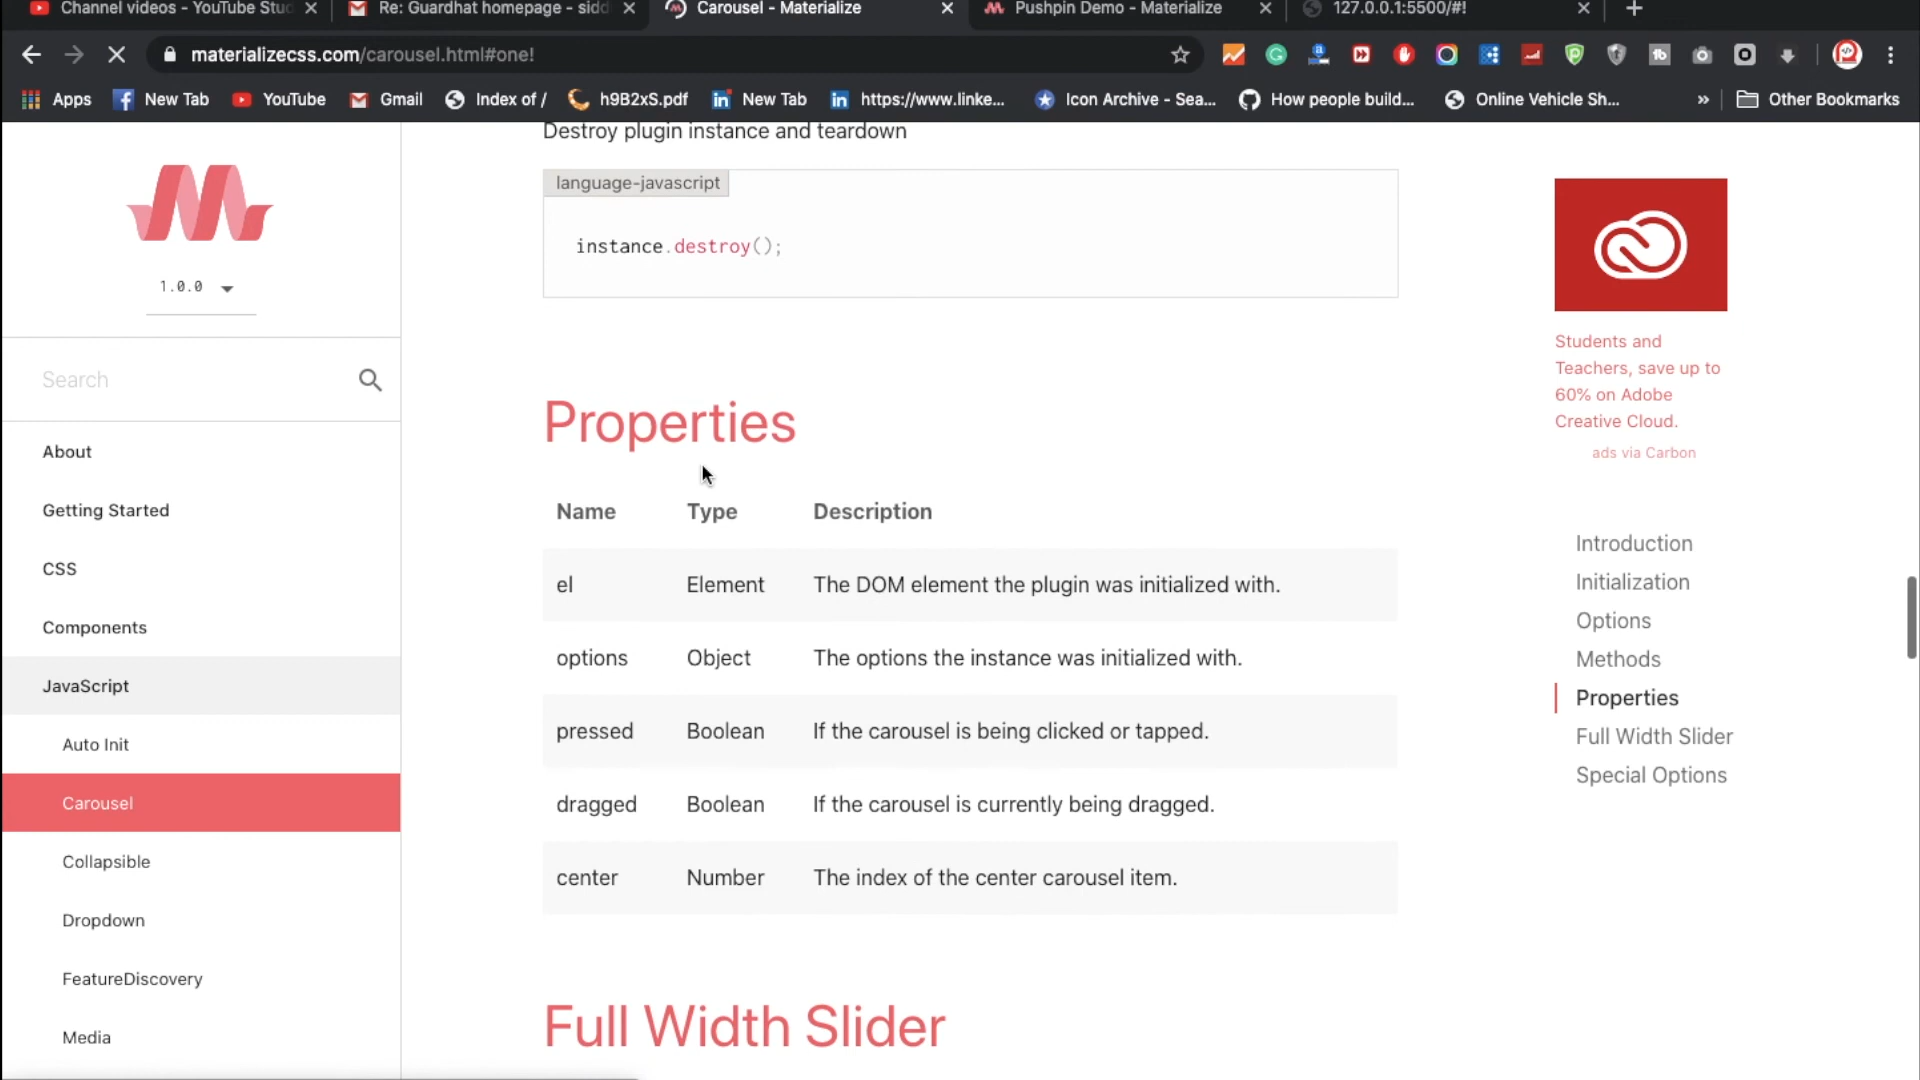 Channel videos - YouTube Stud
Re: Guardhat homepage - sidd
Carousel - Materialize
Pushpin Demo - Materialize
127.0.0.1:5500/#!
materializecss.com/carousel.html#one!
Apps
New Tab
YouTube
Gmail
Index of /
h9B2xS.pdf
New Tab
https://www.linke...
Icon Archive - Sea...
How people build...
Online Vehicle Sh...
»
Other Bookmarks
1.0.0
Search
About
Getting Started
CSS
Components
JavaScript
Auto Init
Carousel
Collapsible
Dropdown
FeatureDiscovery
Media
Destroy plugin instance and teardown
language-javascript
instance.destroy();
Properties
Name Type Description
el Element The DOM element the plugin was initialized with.
options Object The options the instance was initialized with.
pressed Boolean If the carousel is being clicked or tapped.
dragged Boolean If the carousel is currently being dragged.
center Number The index of the center carousel item.
Full Width Slider
Students and
Teachers, save up to
60% on Adobe
Creative Cloud.
ads via Carbon
Introduction
Initialization
Options
Methods
Properties
Full Width Slider
Special Options